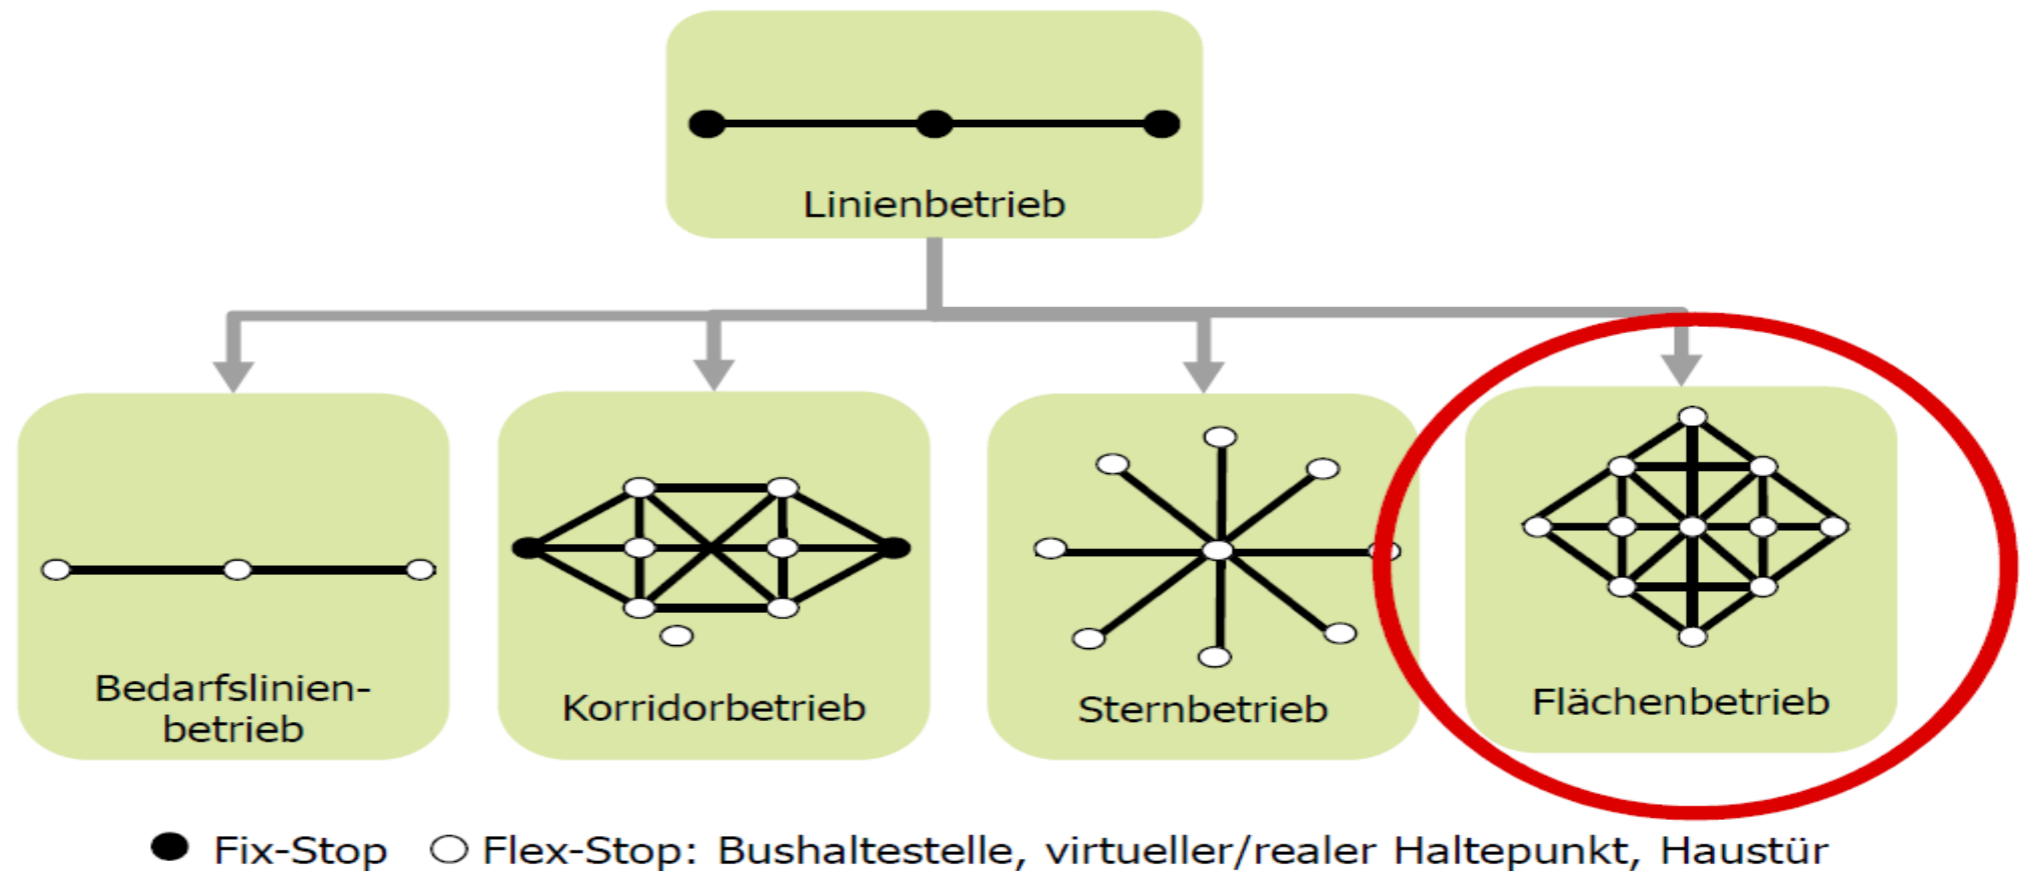 Linienbetrieb
Bedarfslinien-
betrieb
Korridorbetrieb
Sternbetrieb
Flächenbetrieb
Fix-Stop Flex-Stop: Bushaltestelle, virtueller/realer Haltepunkt, Haustür